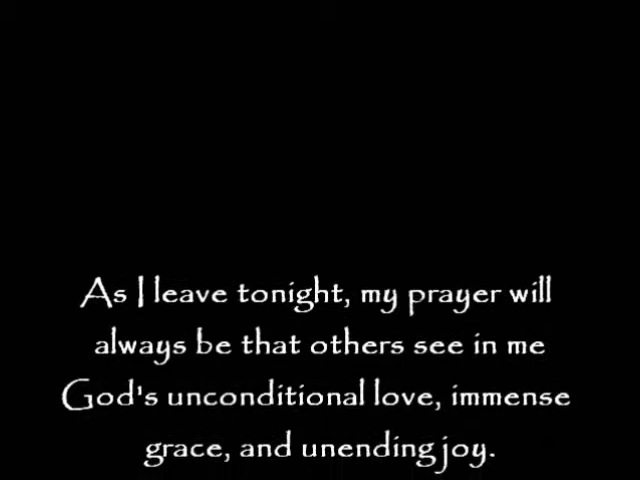 As I leave tonight, my prayer will
always be that others see in me
God's unconditional love, immense
grace, and unending joy.